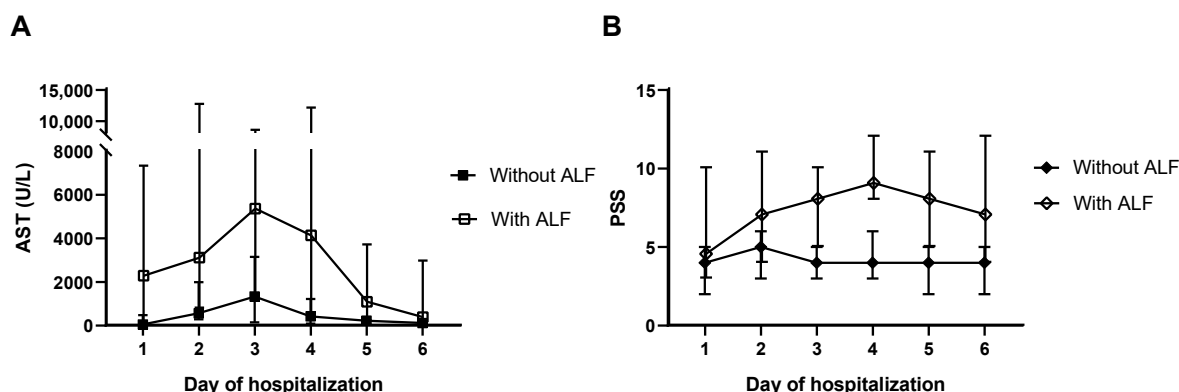 A
15,000
10,000
8000
6000
4000
2000
0
AST (U/L)
1 2 3 4 5 6
Day of hospitalization
Without ALF
With ALF
B
15
10
5
0
PSS
1 2 3 4 5 6
Day of hospitalization
Without ALF
With ALF